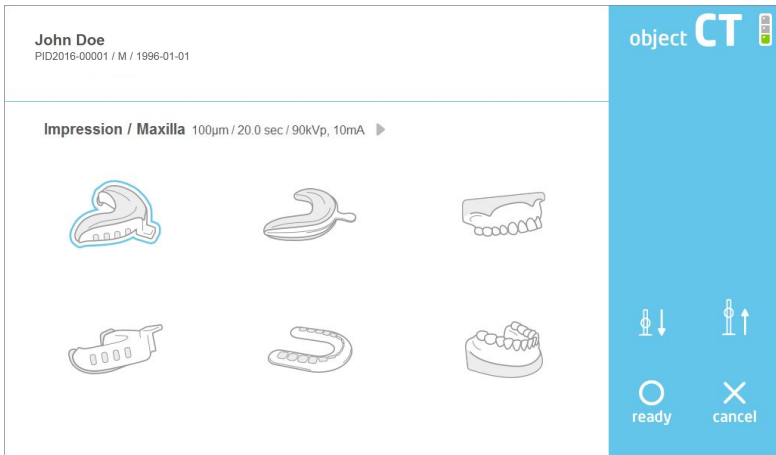 John Doe
PID2016-00001 / M / 1996-01-01
object CT
Impression / Maxilla 100μm / 20.0 sec / 90kVp, 10mA
ready
cancel